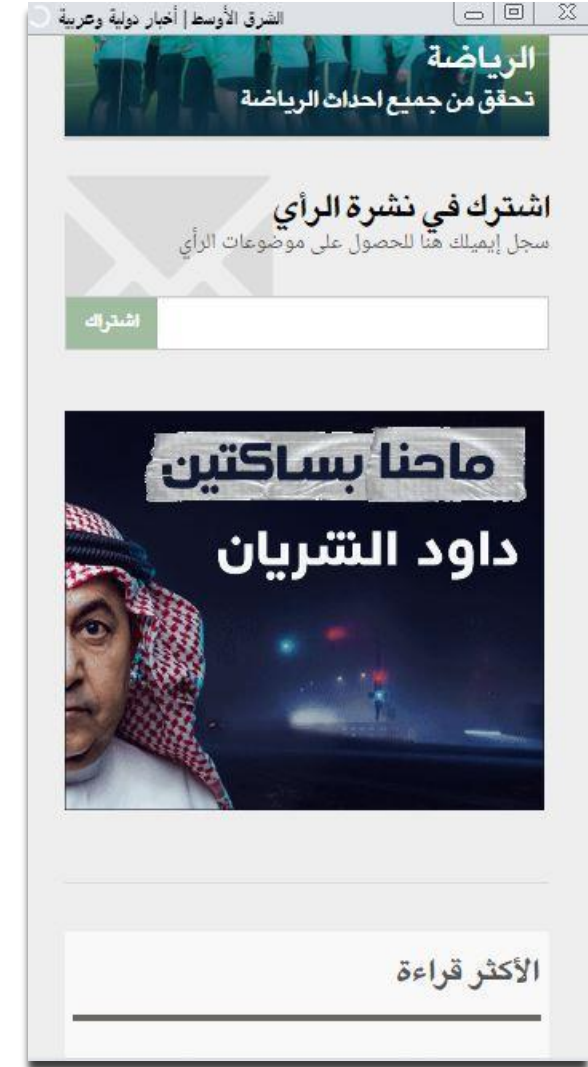 الشرق الأوسط | أخبار دولية وعربية
الرياضة
تحقق من جميع احداث الرياضة
اشترك في نشرة الرأي
سجل إيميلك هنا للحصول على موضوعات الرأي
اشتراك
ماحنا بساكتين
داود الشريان
الأكثر قراءة